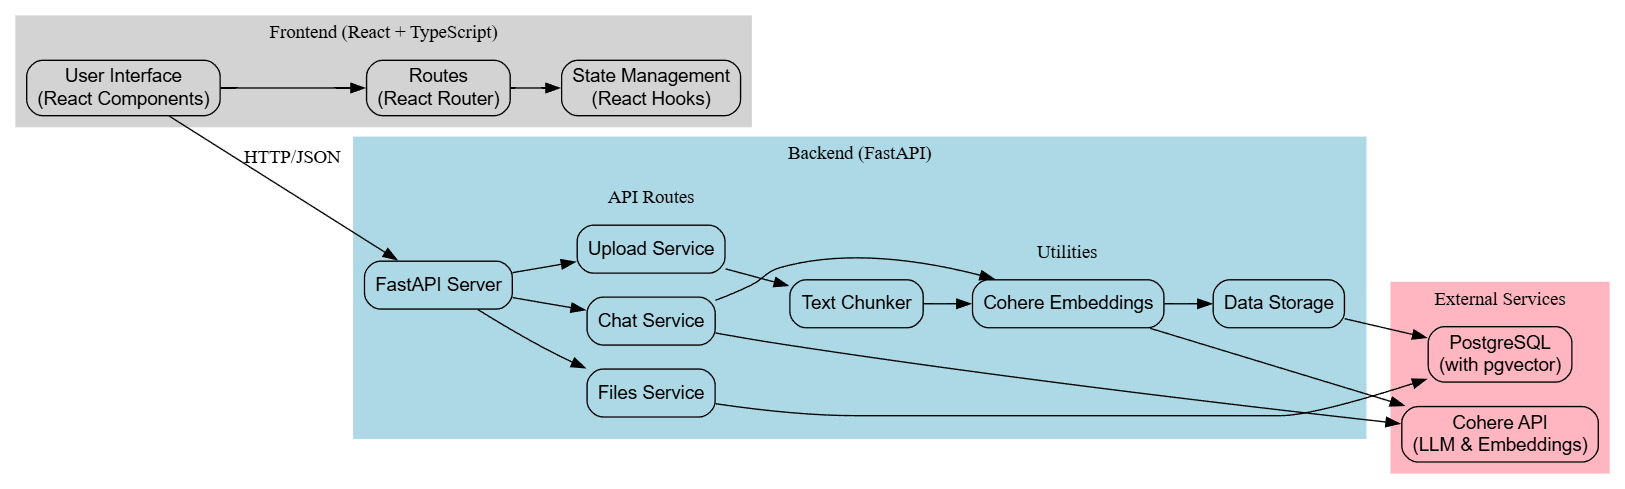 Frontend (React + TypeScript)
User Interface
(React Components)
Routes
(React Router)
State Management
(React Hooks)
HTTP/JSON
Backend (FastAPI)
API Routes
Upload Service
FastAPI Server
Chat Service
Files Service
Utilities
Text Chunker
Cohere Embeddings
Data Storage
External Services
PostgreSQL
(with pgvector)
Cohere API
(LLM & Embeddings)